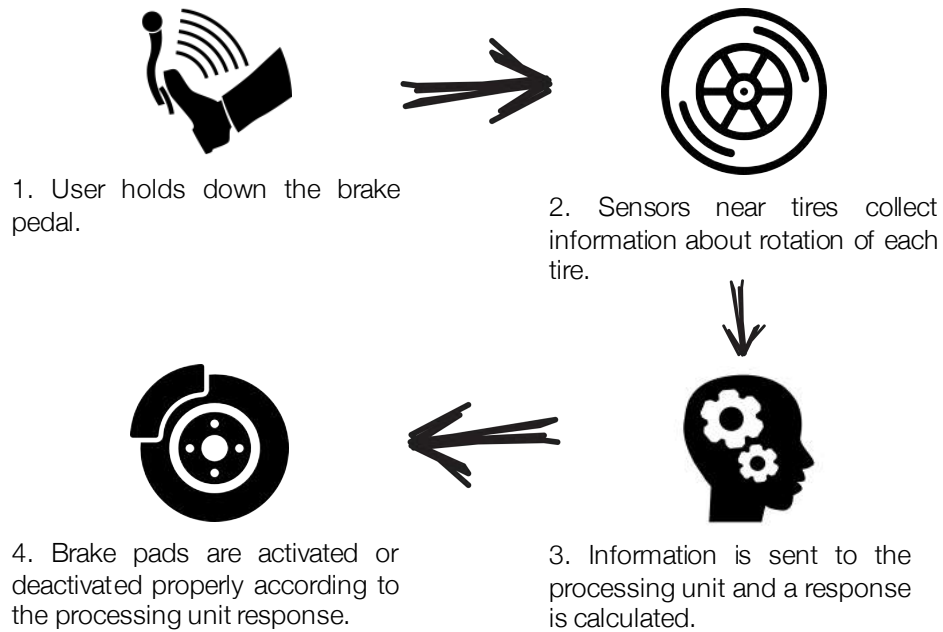 1. User holds down the brake
pedal.
2. Sensors near tires collect
information about rotation of each
tire.
3. Information is sent to the
processing unit and a response
is calculated.
4. Brake pads are activated or
deactivated properly according to
the processing unit response.